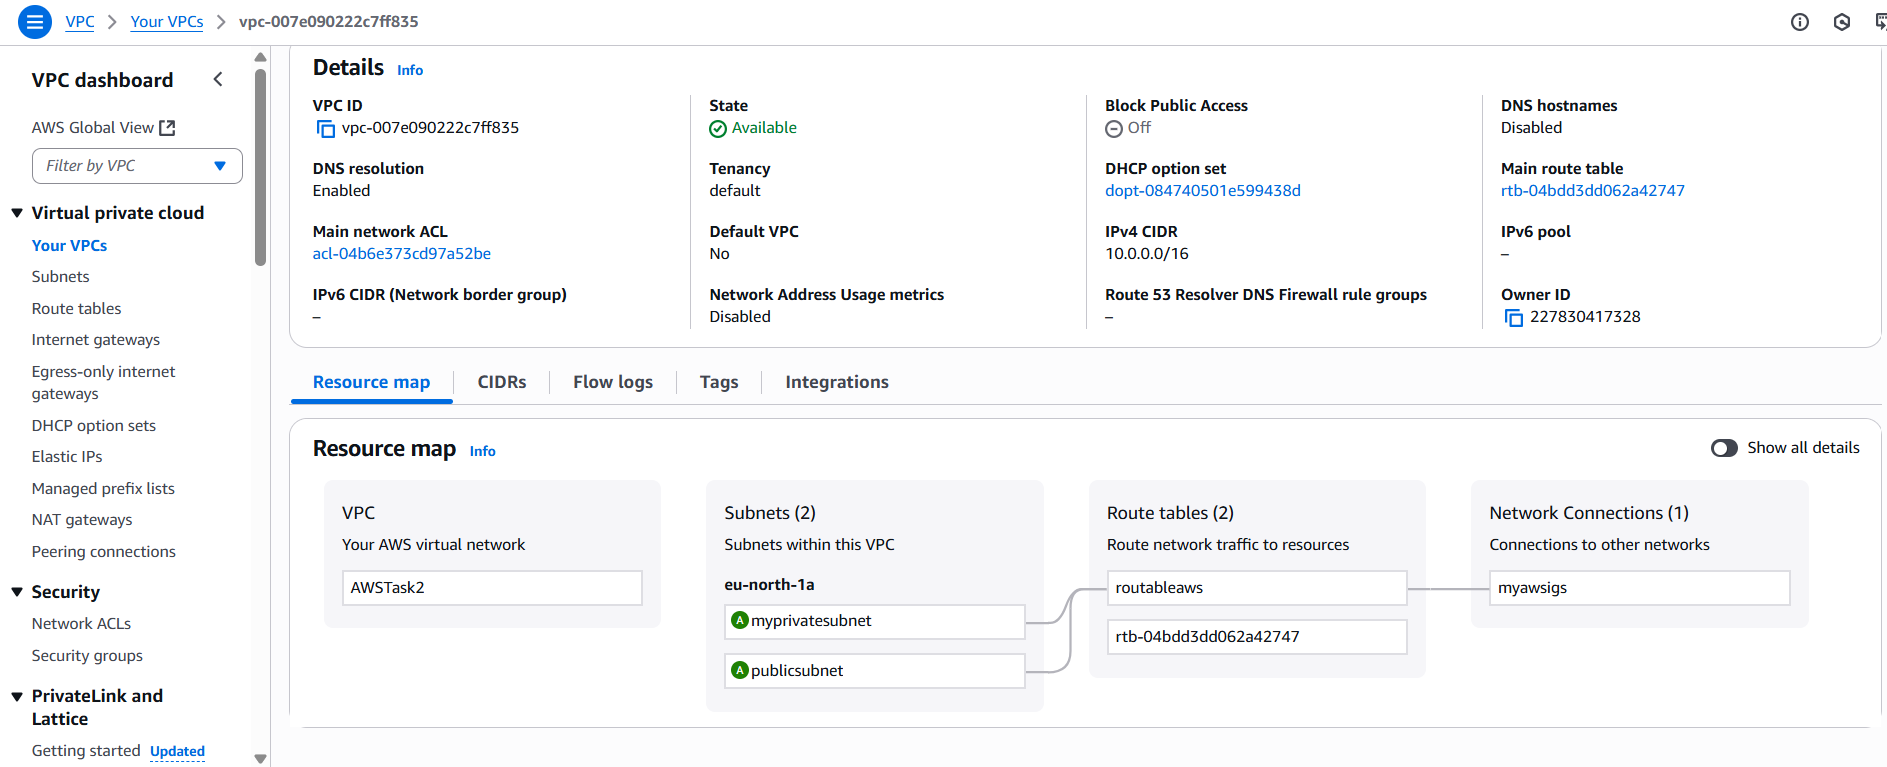 VPC > Your VPCs > vpc-007e090222c7ff835
VPC dashboard
AWS Global View
Filter by VPC
Virtual private cloud
Your VPCs
Subnets
Route tables
Internet gateways
Egress-only internet
gateways
DHCP option sets
Elastic IPs
Managed prefix lists
NAT gateways
Peering connections
Security
Network ACLs
Security groups
PrivateLink and
Lattice
Getting started Updated
Details Info
VPC ID
vpc-007e090222c7ff835
State
Available
Block Public Access
Off
DNS hostnames
Disabled
DNS resolution
Enabled
Tenancy
default
DHCP option set
dopt-084740501e599438d
Main route table
rtb-04bdd3dd062a42747
Main network ACL
acl-04b6e373cd97a52be
Default VPC
No
IPv4 CIDR
10.0.0.0/16
IPv6 pool
–
IPv6 CIDR (Network border group)
–
Network Address Usage metrics
Disabled
Route 53 Resolver DNS Firewall rule groups
–
Owner ID
227830417328
Resource map
CIDRs
Flow logs
Tags
Integrations
Resource map Info
Show all details
VPC
Your AWS virtual network
AWSTask2
Subnets (2)
Subnets within this VPC
eu-north-1a
A myprivatesubnet
A publicsubnet
Route tables (2)
Route network traffic to resources
routableaws
rtb-04bdd3dd062a42747
Network Connections (1)
Connections to other networks
myawsigs